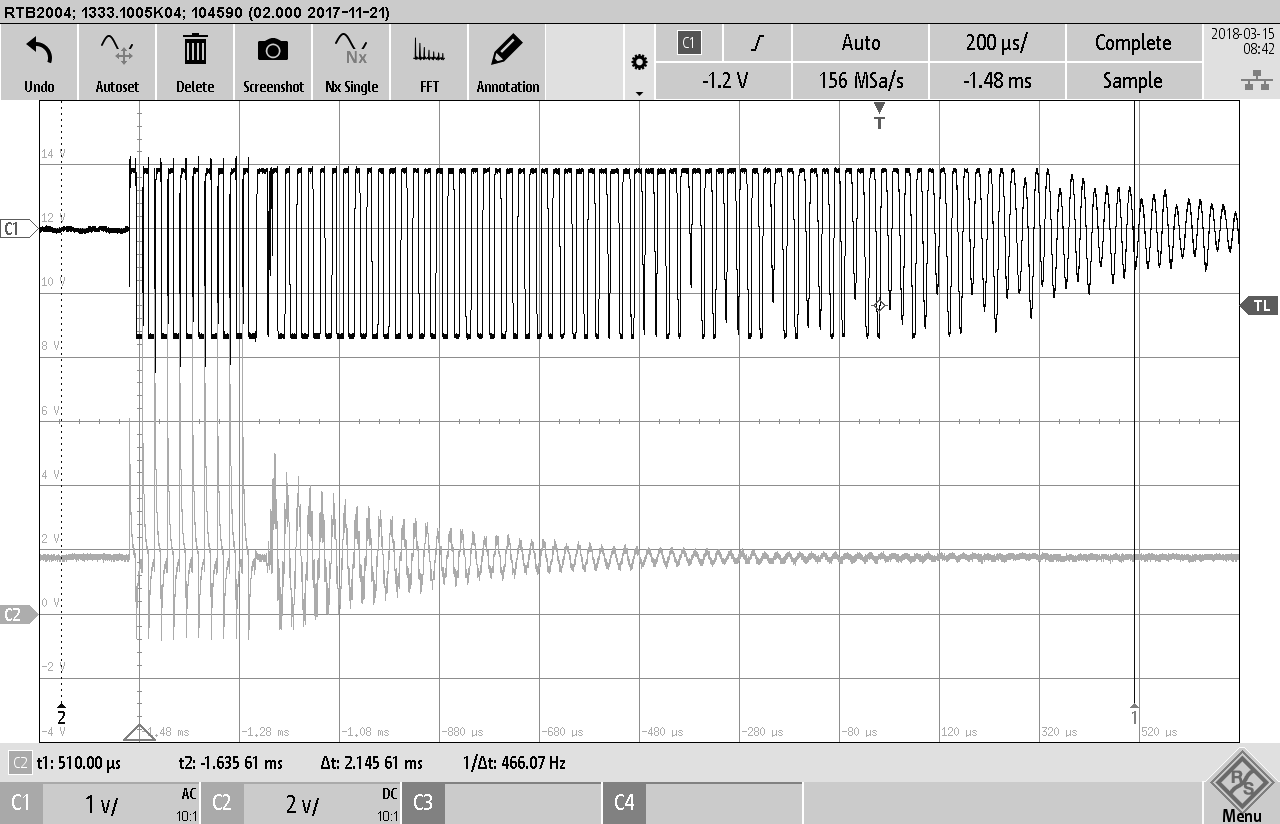 RTB2004; 1333.1005K04; 104590 (02.000 2017-11-21)
Undo Autoset Delete Screenshot Nx Single FFT Annotation
Nx
C1 Auto 200 µs/ Complete
-1.2 V 156 MSa/s -1.48 ms Sample
2018-03-15
08:42
T
14 V
C1
12 V
10 V
TL
8 V
6 V
4 V
2 V
0 V
C2
-2 V
2
1
-4 V
-1.48 ms -1.28 ms -1.08 ms -880 µs -680 µs -480 µs -280 µs -80 µs 120 µs 320 µs 520 µs
C2 t1: 510.00 µs t2: -1.635 61 ms Δt: 2.145 61 ms 1/Δt: 466.07 Hz
C1 1 V/ AC 10:1 C2 2 V/ DC 10:1 C3 C4
R&S
Menu